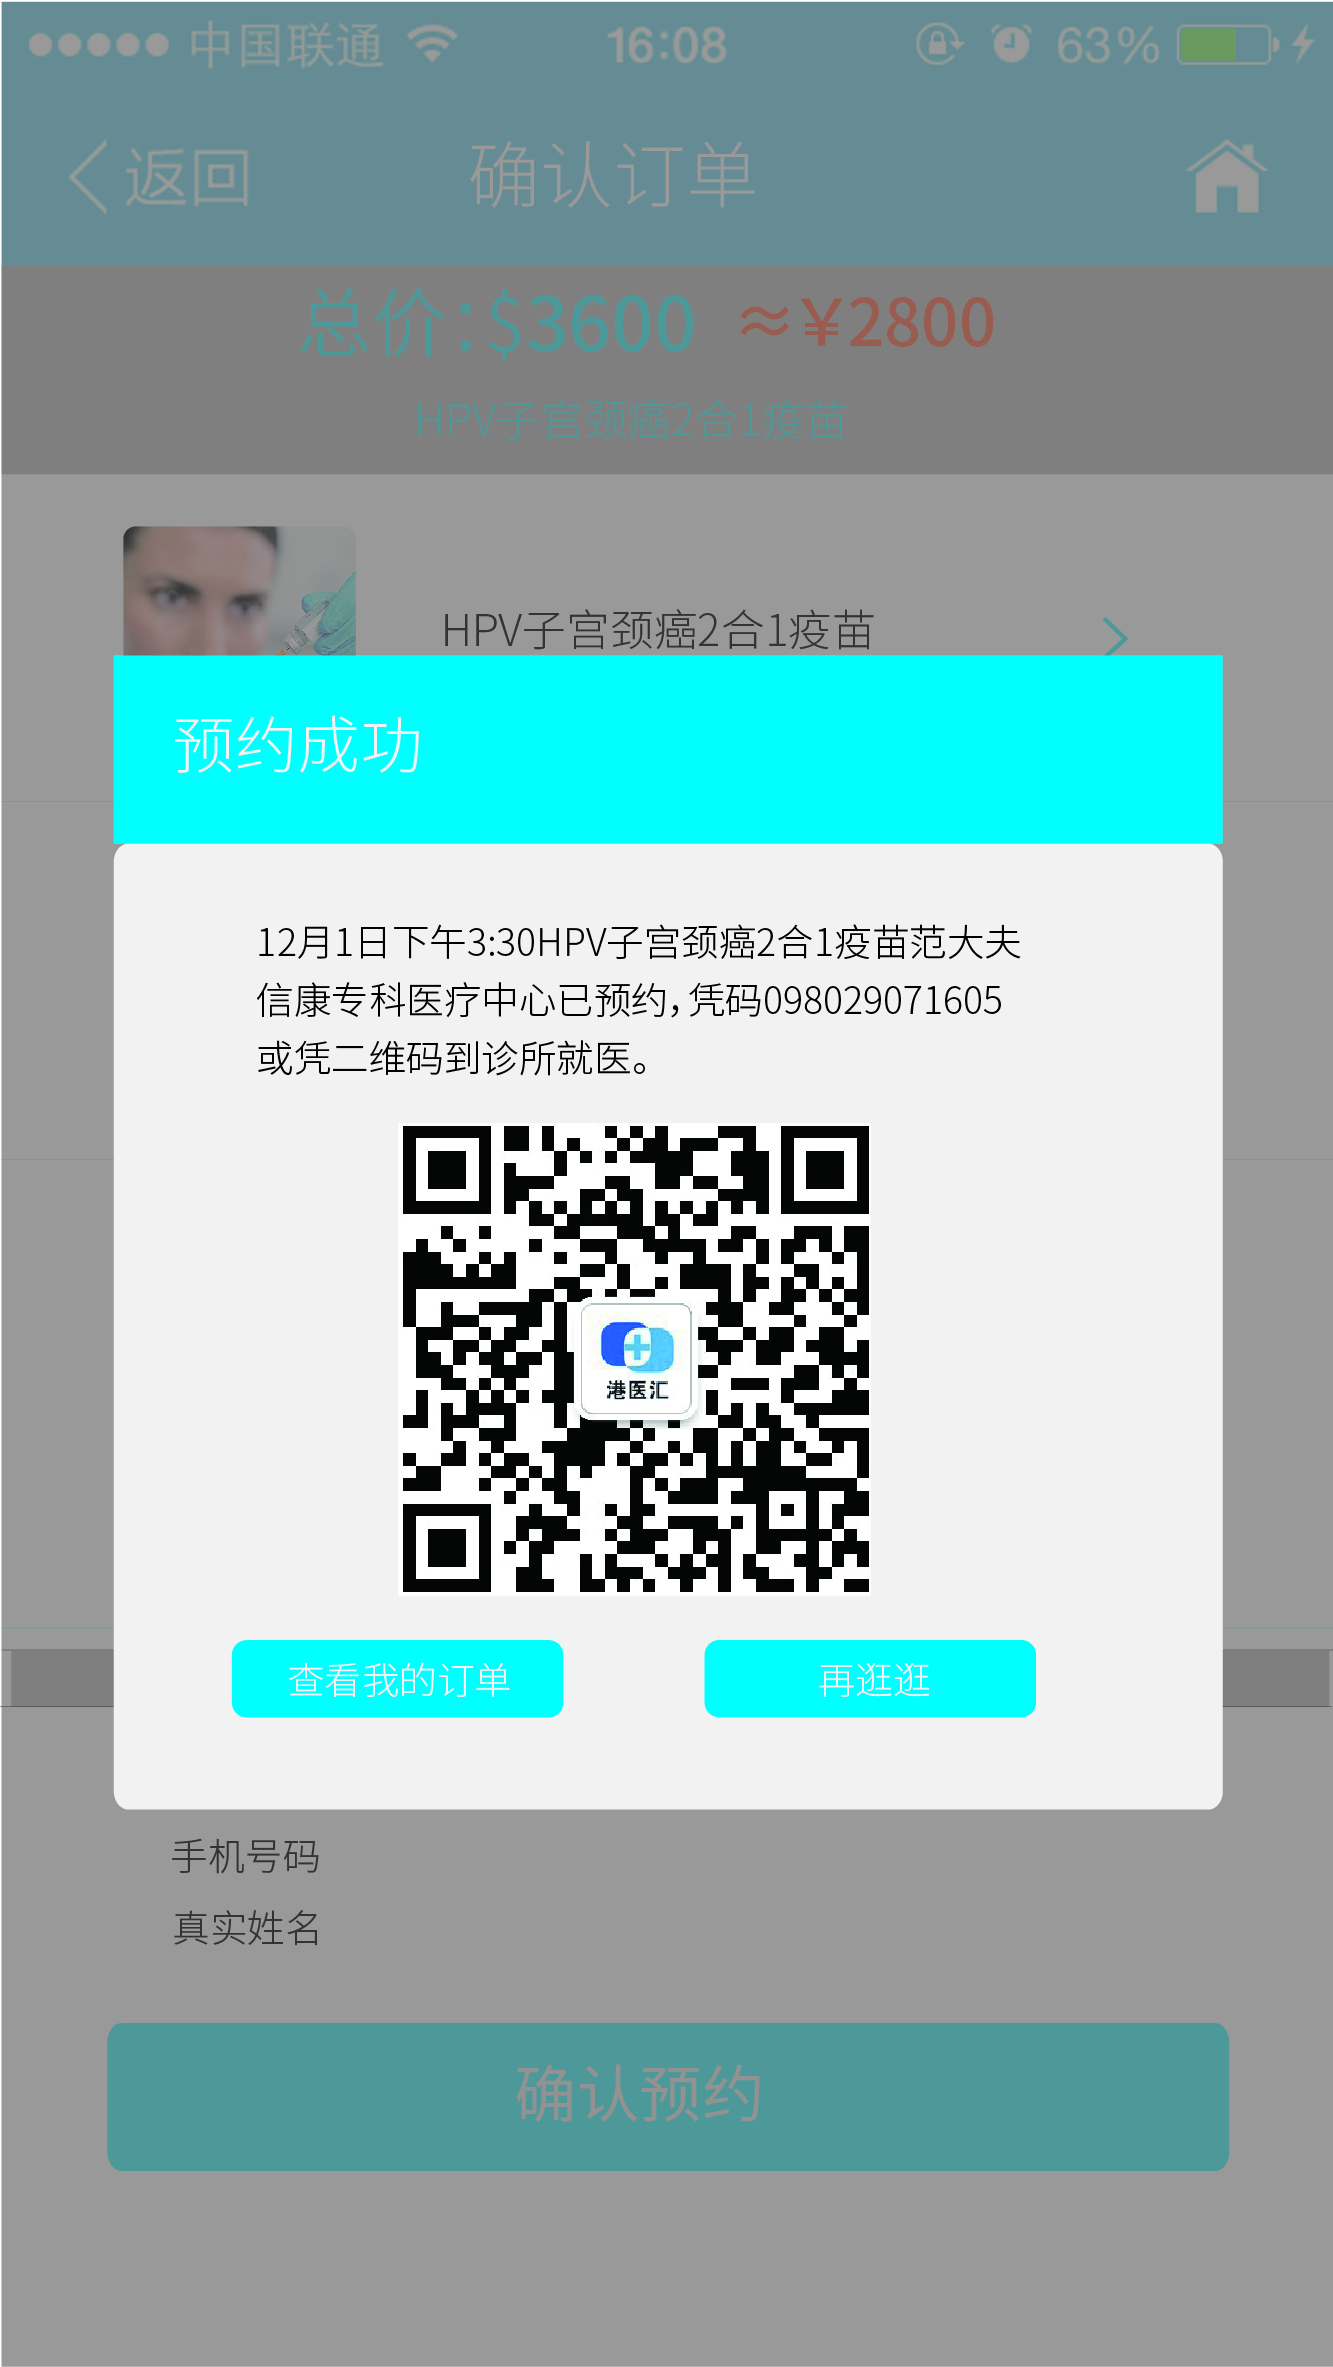 中国联通 16:08 63%
返回 确认订单
总价:$3600 ≈¥2800
HPV子宫颈癌2合1疫苗
HPV子宫颈癌2合1疫苗
预约成功
12月1日下午3:30HPV子宫颈癌2合1疫苗范大夫
信康专科医疗中心已预约,凭码098029071605
或凭二维码到诊所就医。
港医汇
查看我的订单 再逛逛
手机号码
真实姓名
确认预约